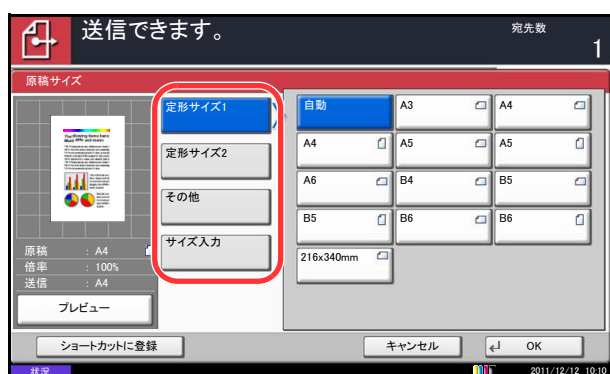 送信できます。
宛先数
1
原稿サイズ
定形サイズ1
定形サイズ2
その他
サイズ入力
自動
A3
A4
A4
A5
A5
A6
B4
B5
B5
B6
B6
216x340mm
原稿 : A4
倍率 : 100%
送信 : A4
プレビュー
ショートカットに登録
キャンセル
OK
状況
2011/12/12 10:10